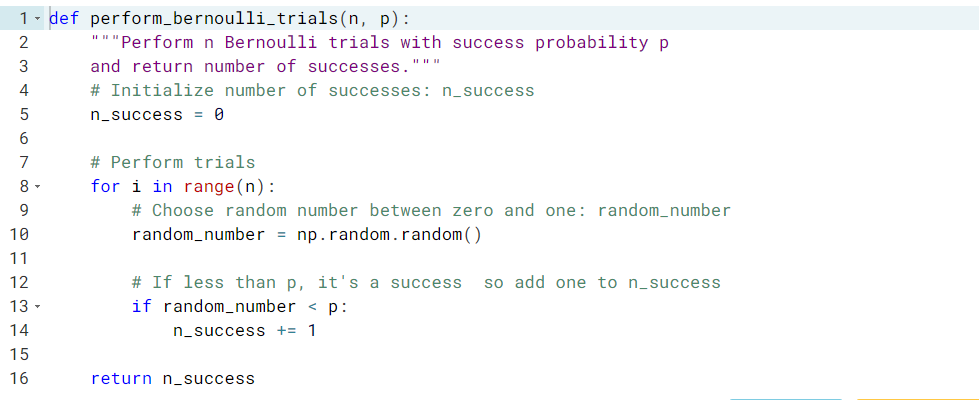 1 def perform_bernoulli_trials(n, p):
2     """Perform n Bernoulli trials with success probability p
3     and return number of successes."""
4     # Initialize number of successes: n_success
5     n_success = 0
6
7     # Perform trials
8     for i in range(n):
9         # Choose random number between zero and one: random_number
10         random_number = np.random.random()
11
12         # If less than p, it's a success  so add one to n_success
13         if random_number < p:
14             n_success += 1
15
16     return n_success